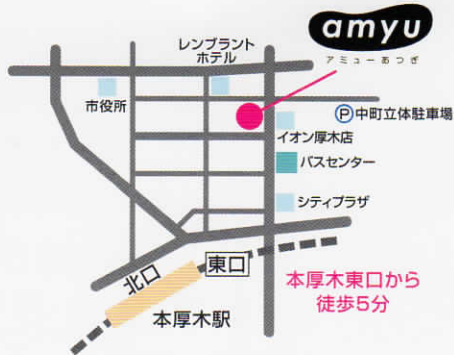 amyu
アミューあつぎ
レンブラント
ホテル
市役所
P中町立体駐車場
イオン厚木店
バスセンター
シティプラザ
北口
東口
本厚木駅
本厚木東口から
徒歩5分